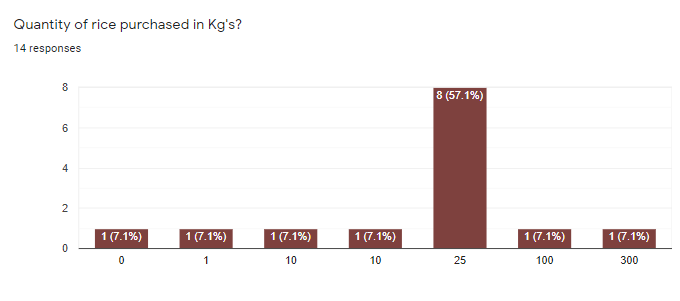 Quantity of rice purchased in Kg's?
14 responses
8
6
4
2
0
8 (57.1%)
1 (7.1%) 1 (7.1%) 1 (7.1%) 1 (7.1%) 1 (7.1%) 1 (7.1%)
0 1 10 10 25 100 300